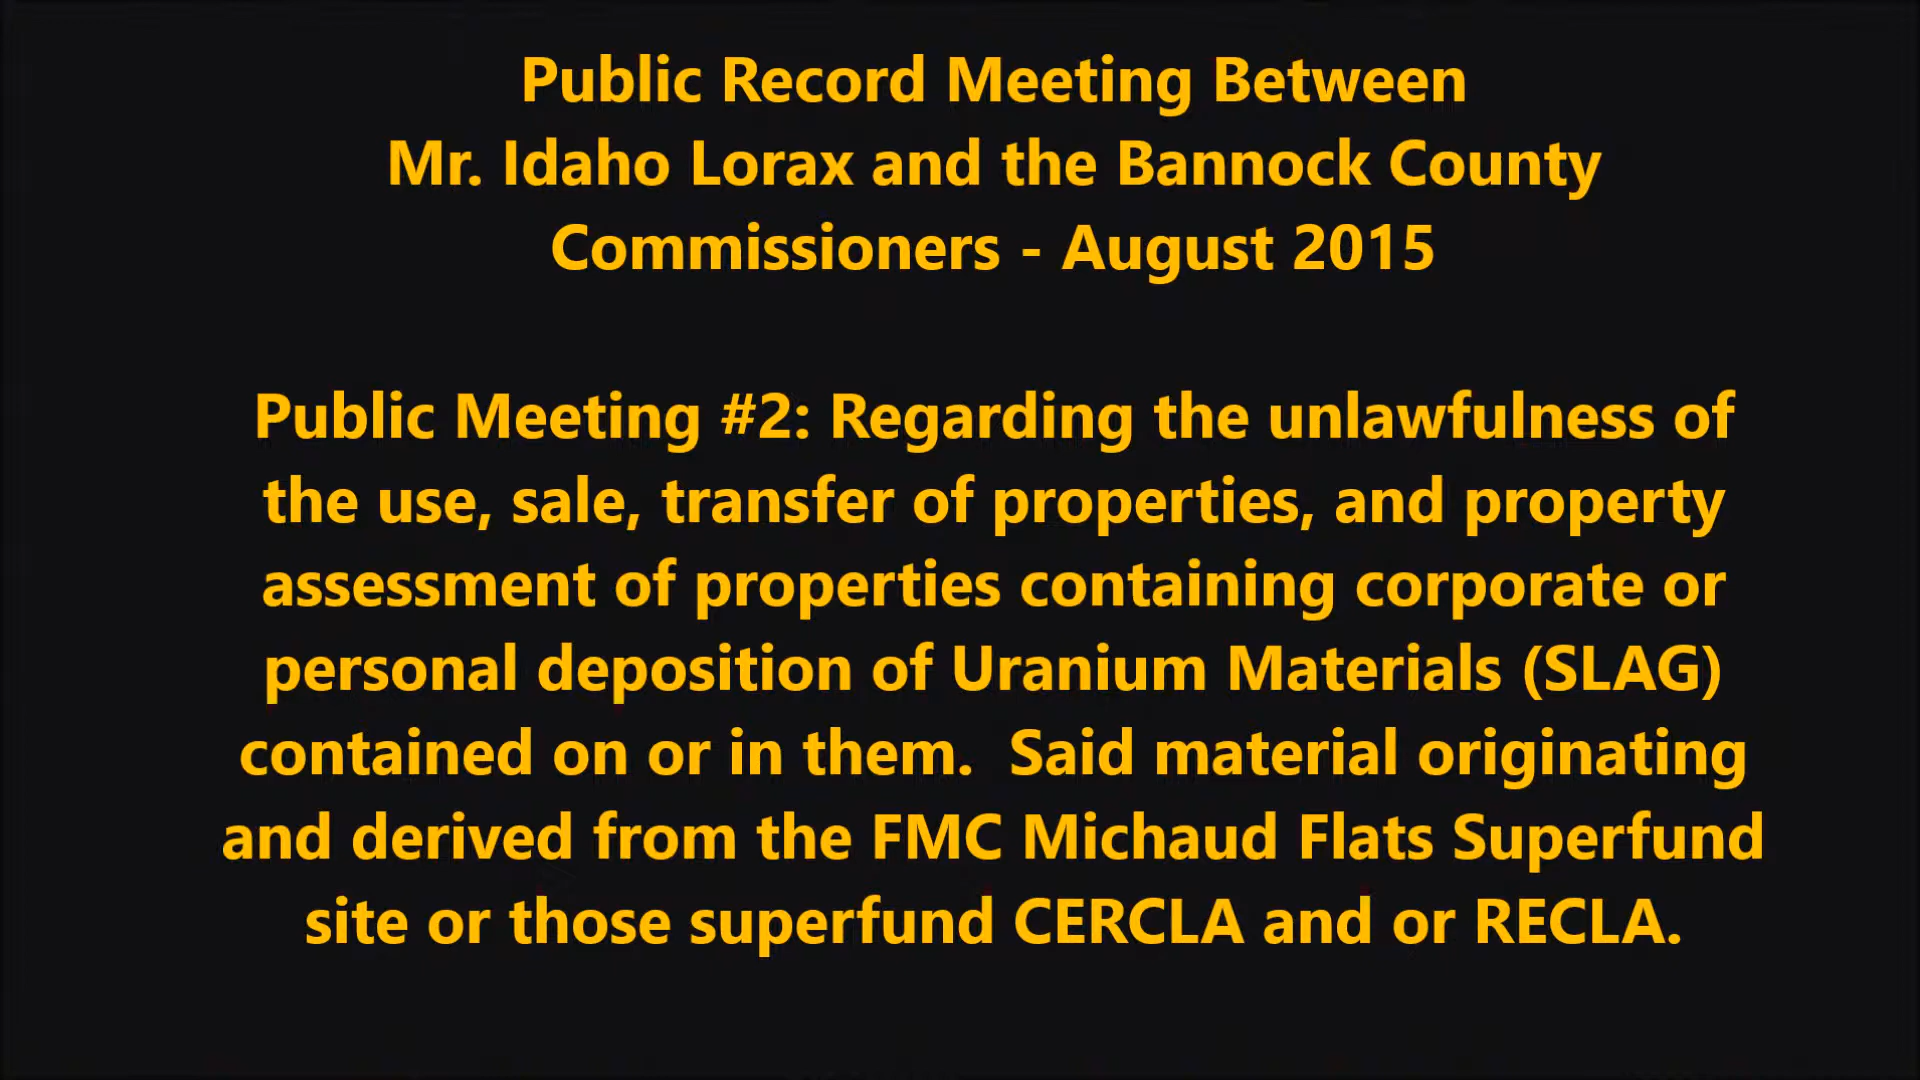 Public Record Meeting Between
Mr. Idaho Lorax and the Bannock County
Commissioners - August 2015
Public Meeting #2: Regarding the unlawfulness of
the use, sale, transfer of properties, and property
assessment of properties containing corporate or
personal deposition of Uranium Materials (SLAG)
contained on or in them.  Said material originating
and derived from the FMC Michaud Flats Superfund
site or those superfund CERCLA and or RECLA.